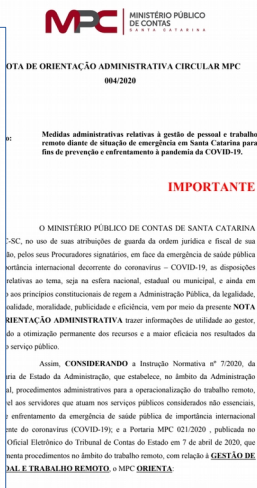 MPC
MINISTÉRIO PÚBLICO
DE CONTAS
SANTA CATARINA
OTA DE ORIENTAÇÃO ADMINISTRATIVA CIRCULAR MPC
004/2020
o:
Medidas administrativas relativas à gestão de pessoal e trabalho
remoto diante de situação de emergência em Santa Catarina para
fins de prevenção e enfrentamento à pandemia da COVID-19.
IMPORTANTE
O MINISTÉRIO PÚBLICO DE CONTAS DE SANTA CATARINA
C-SC, no uso de suas atribuições de guarda da ordem jurídica e fiscal de sua
ão, pelos seus Procuradores signatários, em face da emergência de saúde pública
portância internacional decorrente do coronavírus – COVID-19, as disposições
relativas ao tema, seja na esfera nacional, estadual ou municipal, e ainda em
o aos princípios constitucionais de regem a Administração Pública, da legalidade,
oalidade, moralidade, publicidade e eficiência, vem por meio da presente NOTA
RIENTAÇÃO ADMINISTRATIVA trazer informações de utilidade ao gestor,
do a otimização permanente dos recursos e a maior eficácia nos resultados da
o serviço público.
Assim, CONSIDERANDO a Instrução Normativa nº 7/2020, da
ria de Estado da Administração, que estabelece, no âmbito da Administração
al, procedimentos administrativos para a operacionalização do trabalho remoto,
el aos servidores que atuam nos serviços públicos considerados não essenciais,
e enfrentamento da emergência de saúde pública de importância internacional
ente do coronavírus (COVID-19); e a Portaria MPC 021/2020 , publicada no
Oficial Eletrônico do Tribunal de Contas do Estado em 7 de abril de 2020, que
menta procedimentos no âmbito do trabalho remoto, com relação à GESTÃO DE
OAL E TRABALHO REMOTO, o MPC ORIENTA: